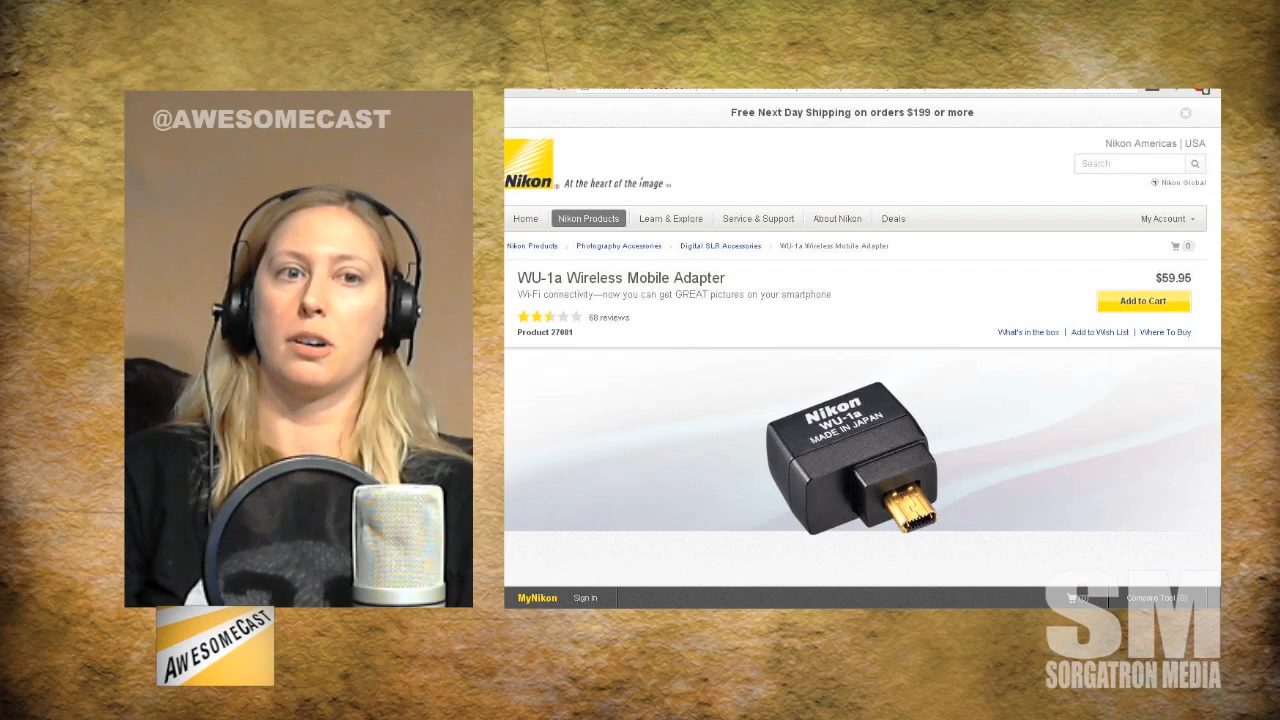 @AWESOMECAST
Free Next Day Shipping on orders $199 or more
Nikon Americas | USA
Search
Nikon Global
Nikon® At the heart of the image™
Home Nikon Products Learn & Explore Service & Support About Nikon Deals My Account
Nikon Products Photography Accessories Digital SLR Accessories WU-1a Wireless Mobile Adapter 0
WU-1a Wireless Mobile Adapter $59.95
Wi-Fi connectivity—now you can get GREAT pictures on your smartphone
Add to Cart
68 reviews
Product 27081 What's in the box | Add to Wish List | Where To Buy
Nikon
WU-1a
MADE IN JAPAN
MyNikon Sign In (0) Compare Tool (0)
AWESOMECAST
SM
SORGATRON MEDIA